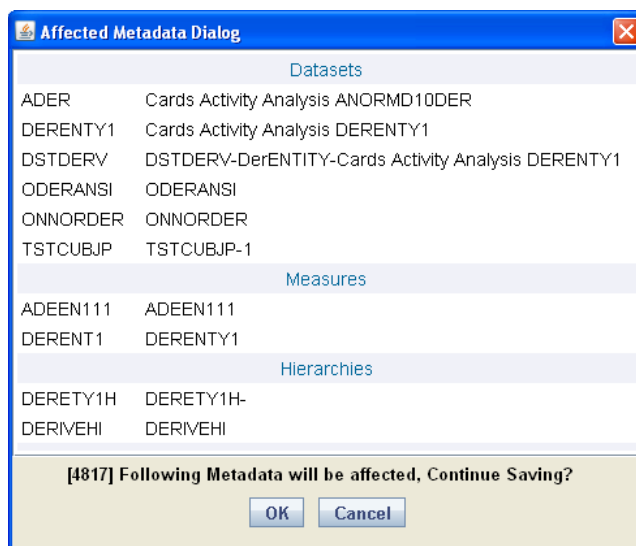 Affected Metadata Dialog
Datasets
ADER Cards Activity Analysis ANORMD10DER
DERENTY1 Cards Activity Analysis DERENTY1
DSTDERV DSTDERV-DerENTITY-Cards Activity Analysis DERENTY1
ODERANSI ODERANSI
ONNORDER ONNORDER
TSTCUBJP TSTCUBJP-1
Measures
ADEEN111 ADEEN111
DERENT1 DERENTY1
Hierarchies
DERETY1H DERETY1H-
DERIVEHI DERIVEHI
[4817] Following Metadata will be affected, Continue Saving?
OK Cancel